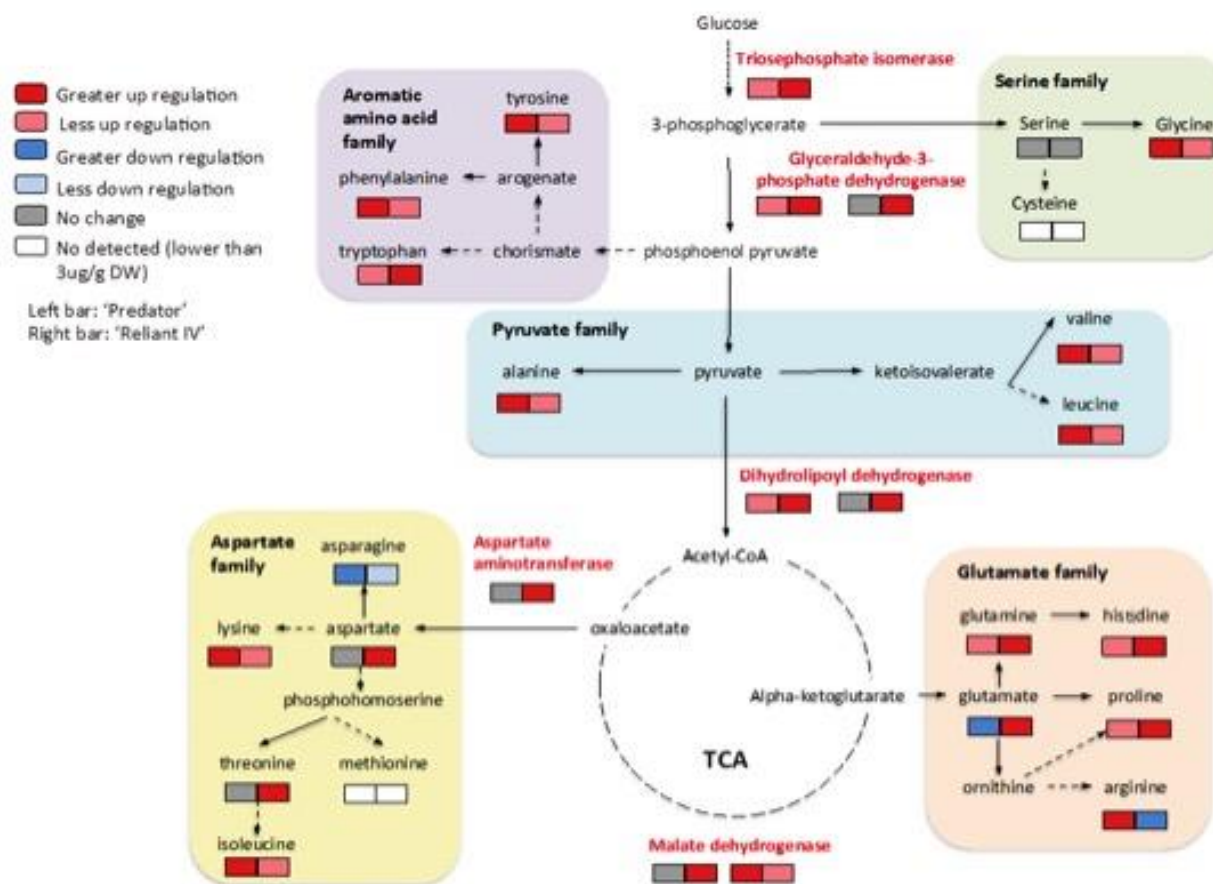 Greater up regulation
Less up regulation
Greater down regulation
Less down regulation
No change
No detected (lower than
3ug/g DW)
Left bar: 'Predator'
Right bar: 'Reliant IV'
Glucose
Triosephosphate isomerase
3-phosphoglycerate
Glyceraldehyde-3-
phosphate dehydrogenase
phosphoenol pyruvate
Serine family
Serine
Glycine
Cysteine
Aromatic
amino acid
family
tyrosine
phenylalanine
arogenate
tryptophan
chorismate
Pyruvate family
alanine
pyruvate
ketoisovalerate
valine
leucine
Dihydrolipoyl dehydrogenase
Acetyl-CoA
Aspartate
family
asparagine
Aspartate
aminotransferase
lysine
aspartate
oxaloacetate
phosphohomoserine
threonine
methionine
isoleucine
TCA
Alpha-ketoglutarate
Malate dehydrogenase
Glutamate family
glutamine
histidine
glutamate
proline
ornithine
arginine